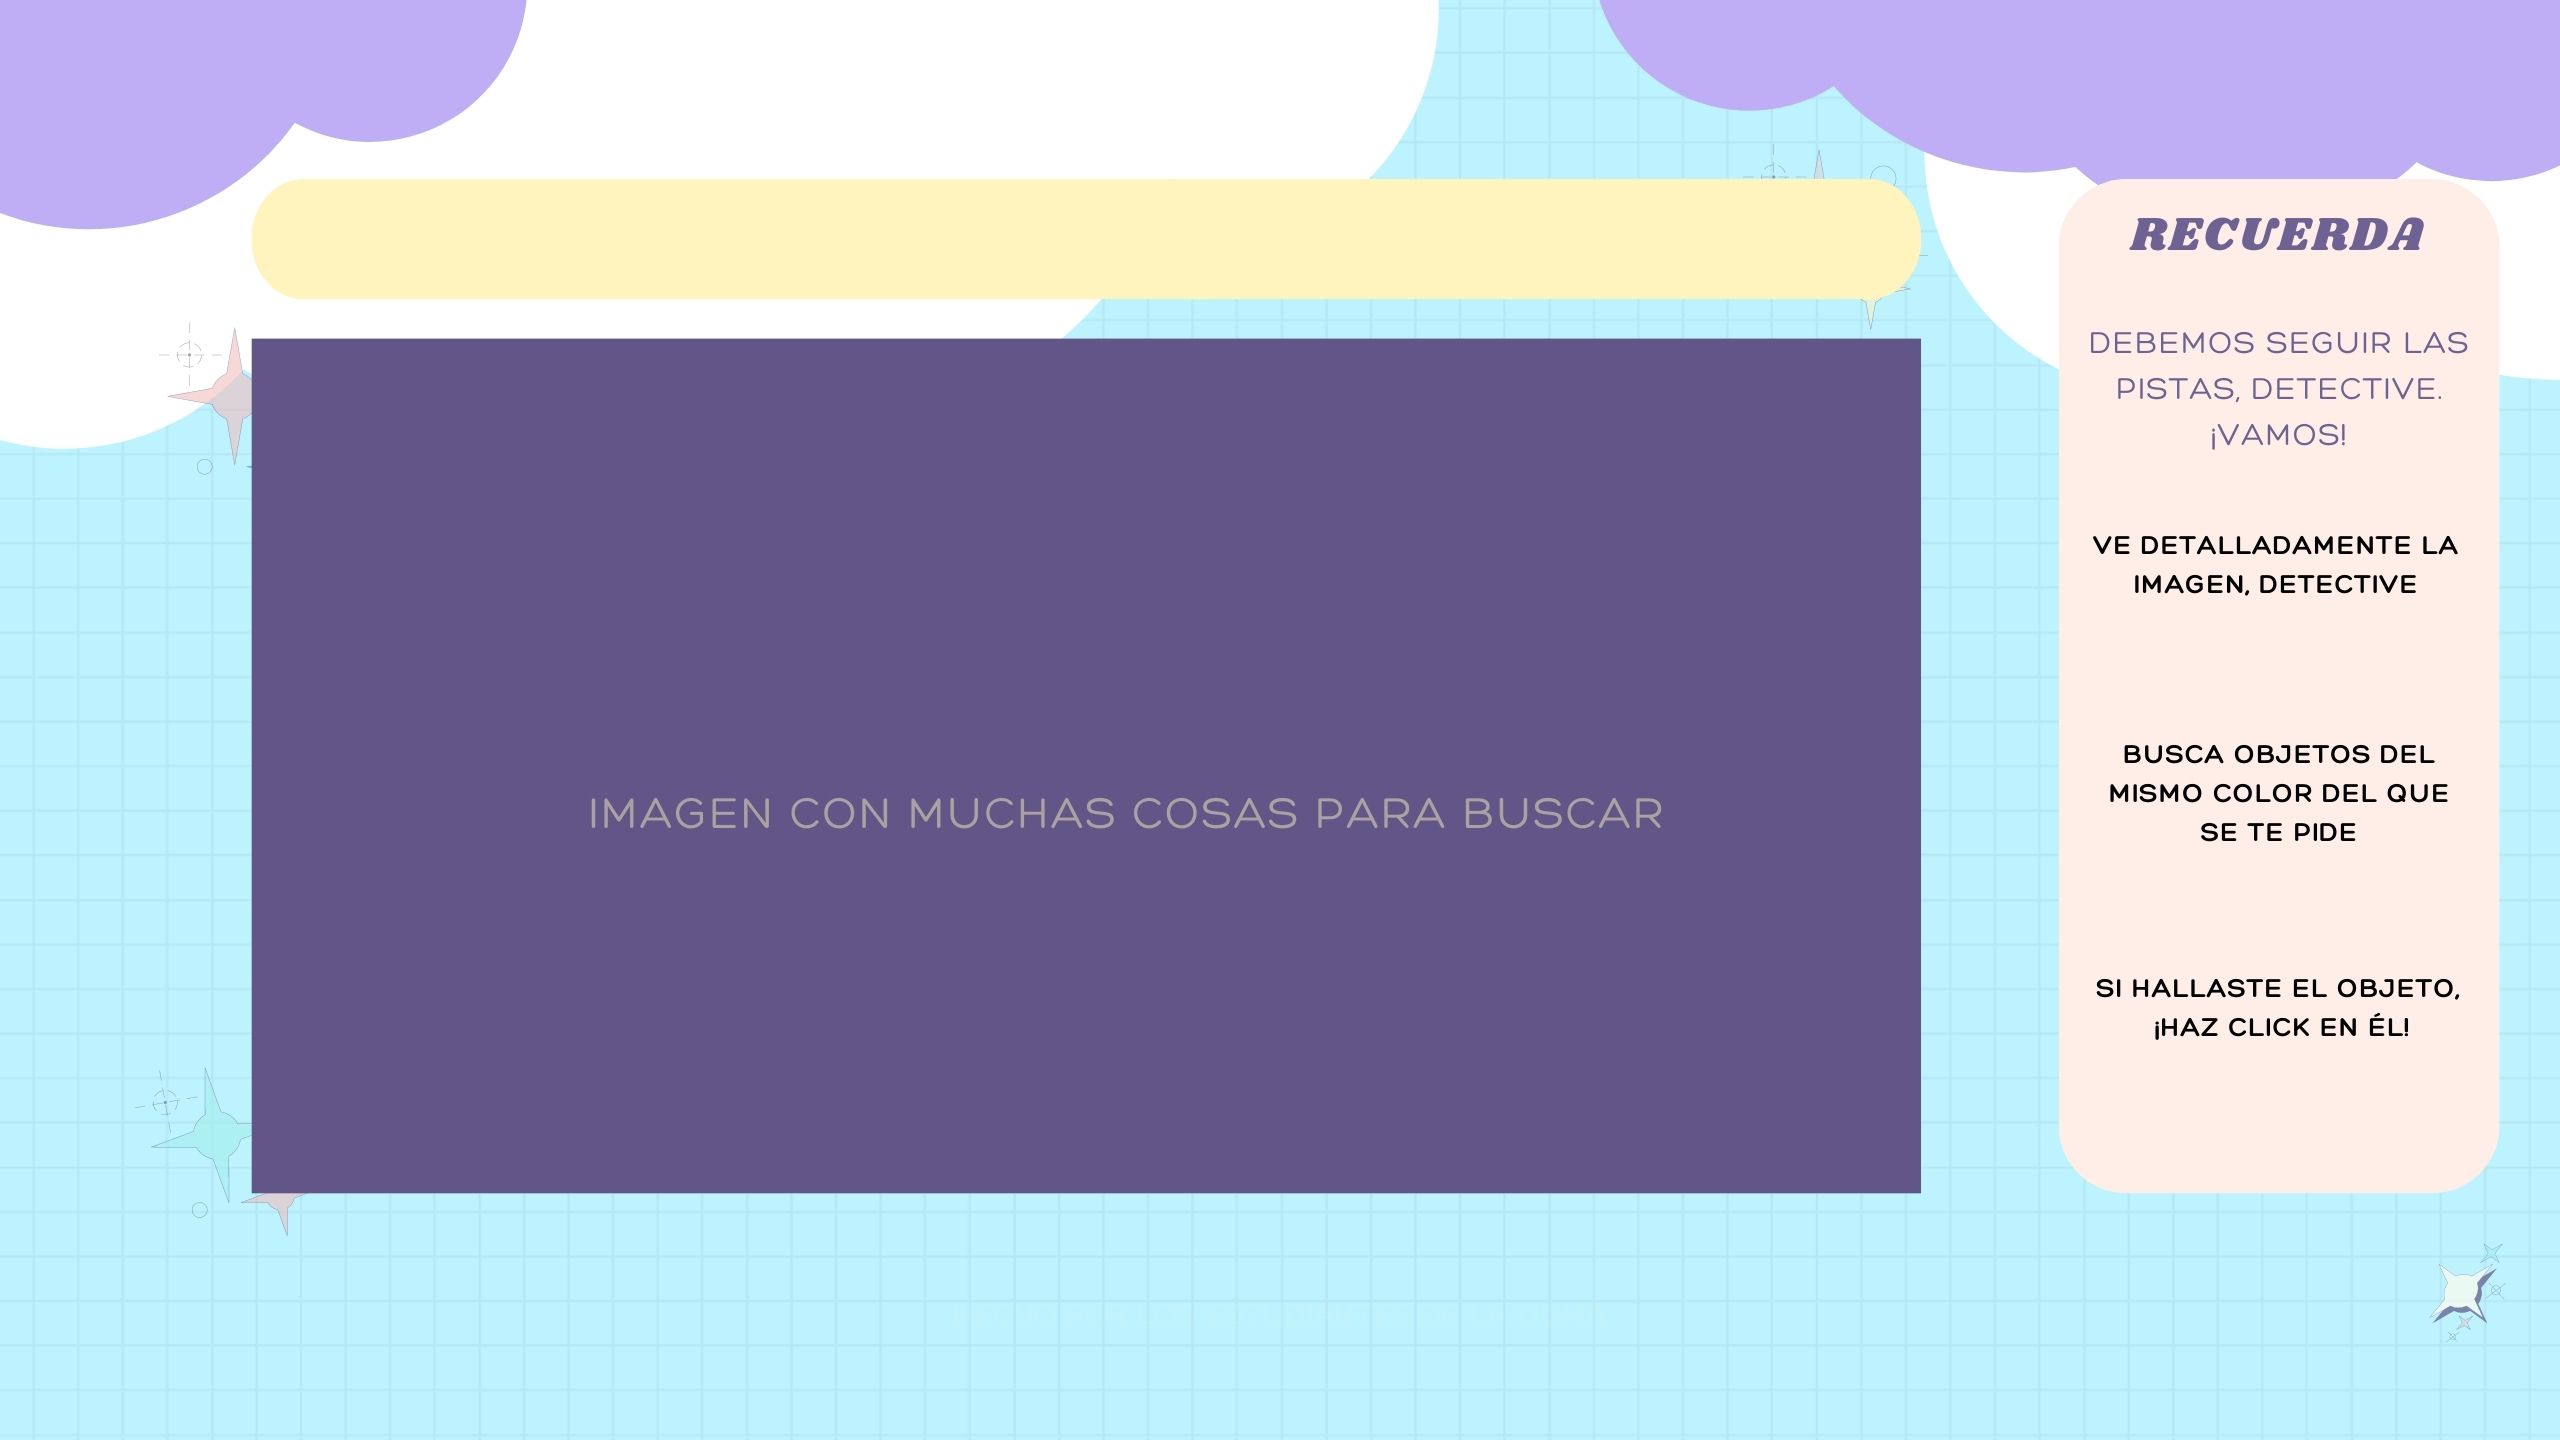 RECUERDA
DEBEMOS SEGUIR LAS
PISTAS, DETECTIVE.
¡VAMOS!
VE DETALLADAMENTE LA
IMAGEN, DETECTIVE
BUSCA OBJETOS DEL
MISMO COLOR DEL QUE
SE TE PIDE
SI HALLASTE EL OBJETO,
¡HAZ CLICK EN ÉL!
IMAGEN CON MUCHAS COSAS PARA BUSCAR